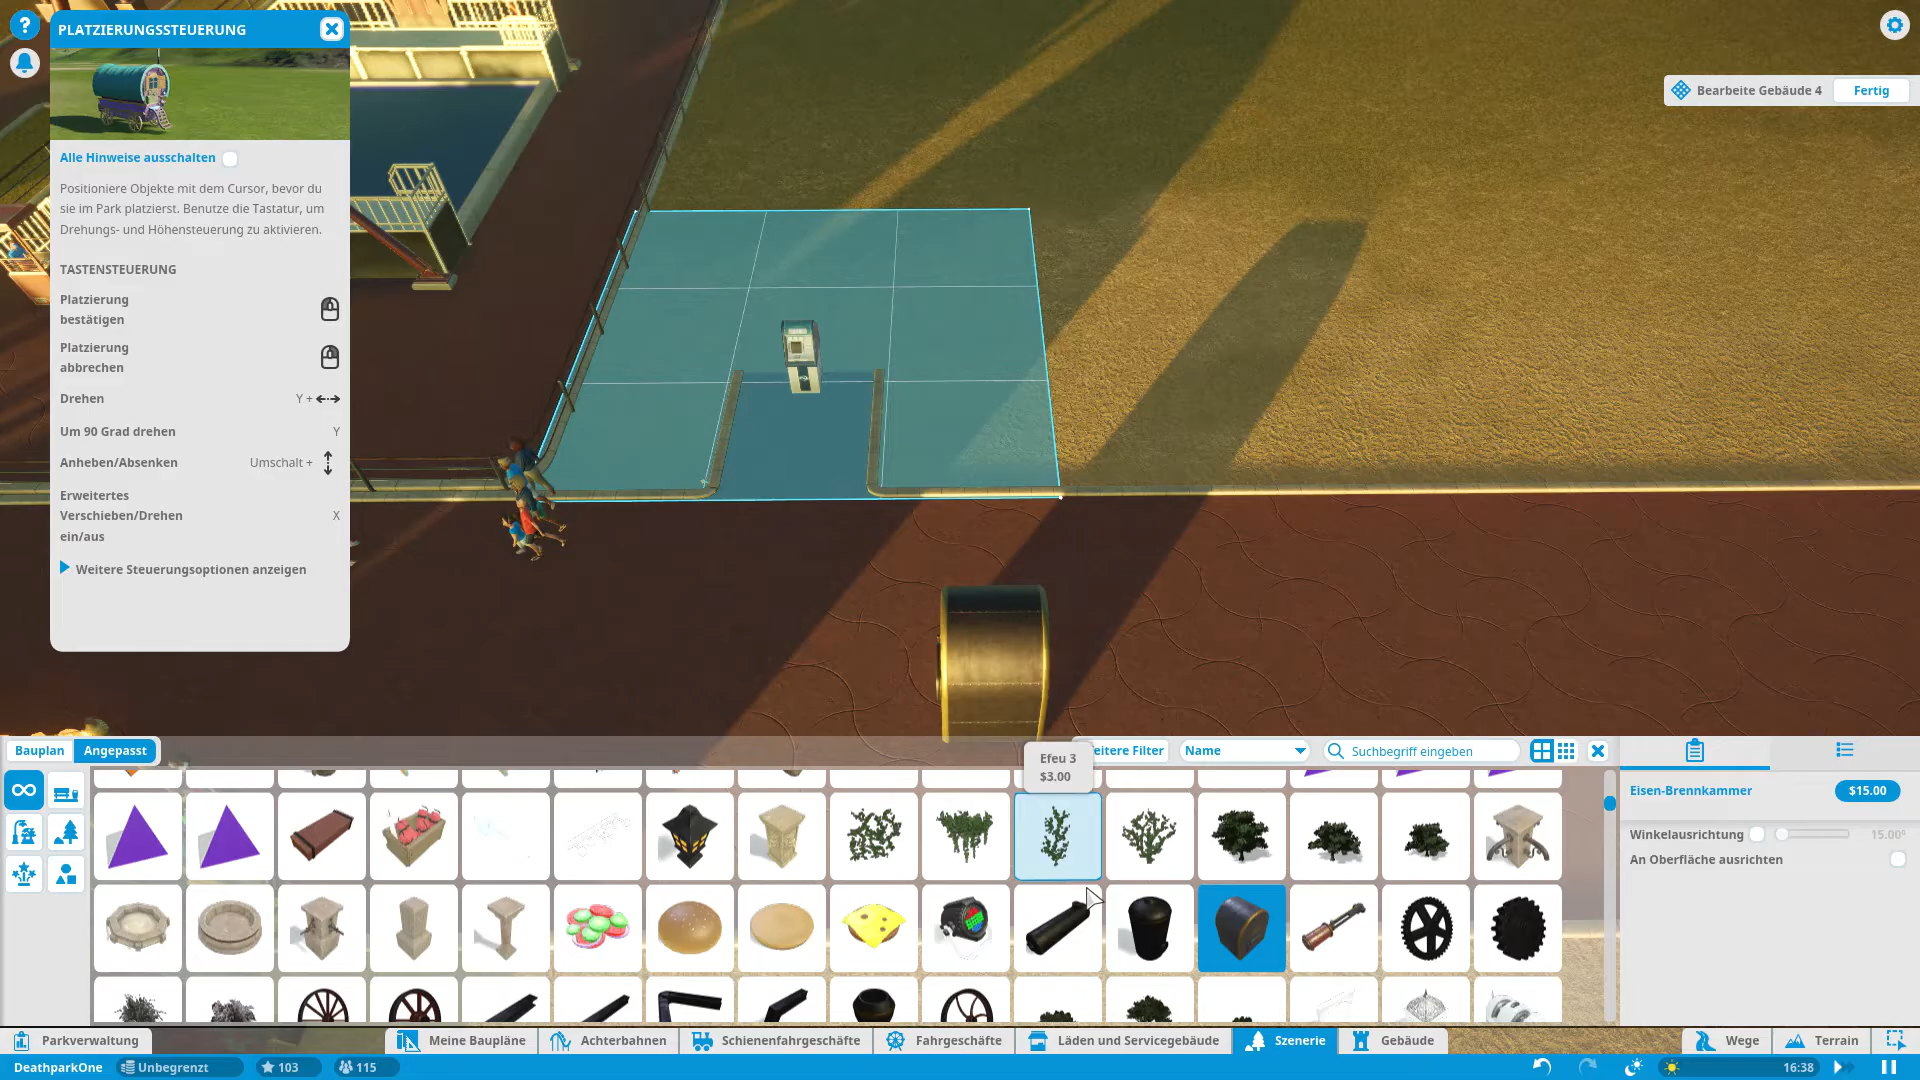 ?
PLATZIERUNGSSTEUERUNG
Alle Hinweise ausschalten
Positioniere Objekte mit dem Cursor, bevor du
sie im Park platzierst. Benutze die Tastatur, um
Drehungs- und Höhensteuerung zu aktivieren.
TASTENSTEUERUNG
Platzierung
bestätigen
Platzierung
abbrechen
Drehen Y +
Um 90 Grad drehen Y
Anheben/Absenken Umschalt +
Erweitertes
Verschieben/Drehen X
ein/aus
Weitere Steuerungsoptionen anzeigen
Bearbeite Gebäude 4 Fertig
Bauplan Angepasst
Efeu 3
$3.00
eitere Filter
Name
Suchbegriff eingeben
Eisen-Brennkammer $15.00
Winkelausrichtung 15.00°
An Oberfläche ausrichten
Parkverwaltung Meine Baupläne Achterbahnen Schienenfahrgeschäfte Fahrgeschäfte Läden und Servicegebäude Szenerie Gebäude Wege Terrain
DeathparkOne Unbegrenzt 103 115 16:38